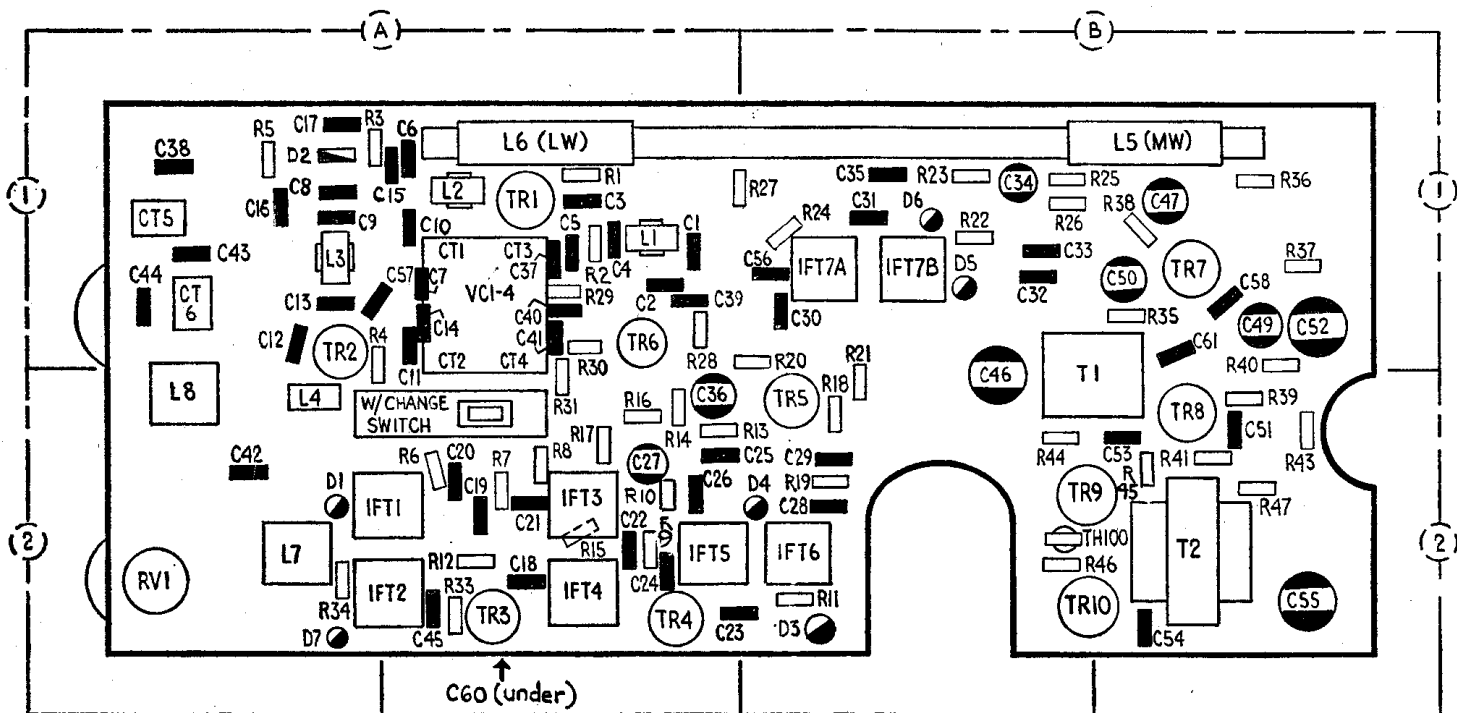 A
B
L6 (LW)
L5 (MW)
C17
R3
C6
R5
D2
C38
C15
C8
L2
TR1
R1
C3
R27
C35
R23
C34
R25
R36
1
1
C16
C9
CT5
C10
C5
C4
L1
C1
R24
C31
D6
R22
R26
R38
C47
C43
L3
CT1
CT3
C37
R2
C56
IFT7A
IFT7B
D5
C33
R37
C44
CT
6
C57
C7
VC1-4
R29
C2
C39
C32
C50
TR7
C58
C13
C14
C40
C41
C30
R35
C49
C52
C12
TR2
R4
C11
CT2
CT4
R30
TR6
R28
R20
R21
C61
R40
L8
L4
W/CHANGE
SWITCH
R31
R16
C36
TR5
R18
C46
T1
TR8
R39
R14
R13
C51
R17
C42
R6
C20
R7
R8
C27
C25
C29
R44
C53
R41
R43
D1
C19
R10
C26
D4
R19
TR9
R
45
R47
IFT1
C21
IFT3
C28
L7
R15
C22
R9
IFT5
IFT6
TH100
T2
2
2
RV1
R12
C18
C24
R46
R34
IFT2
R33
IFT4
R11
C55
D7
C45
TR3
TR4
C23
D3
TR10
C54
C60 (under)